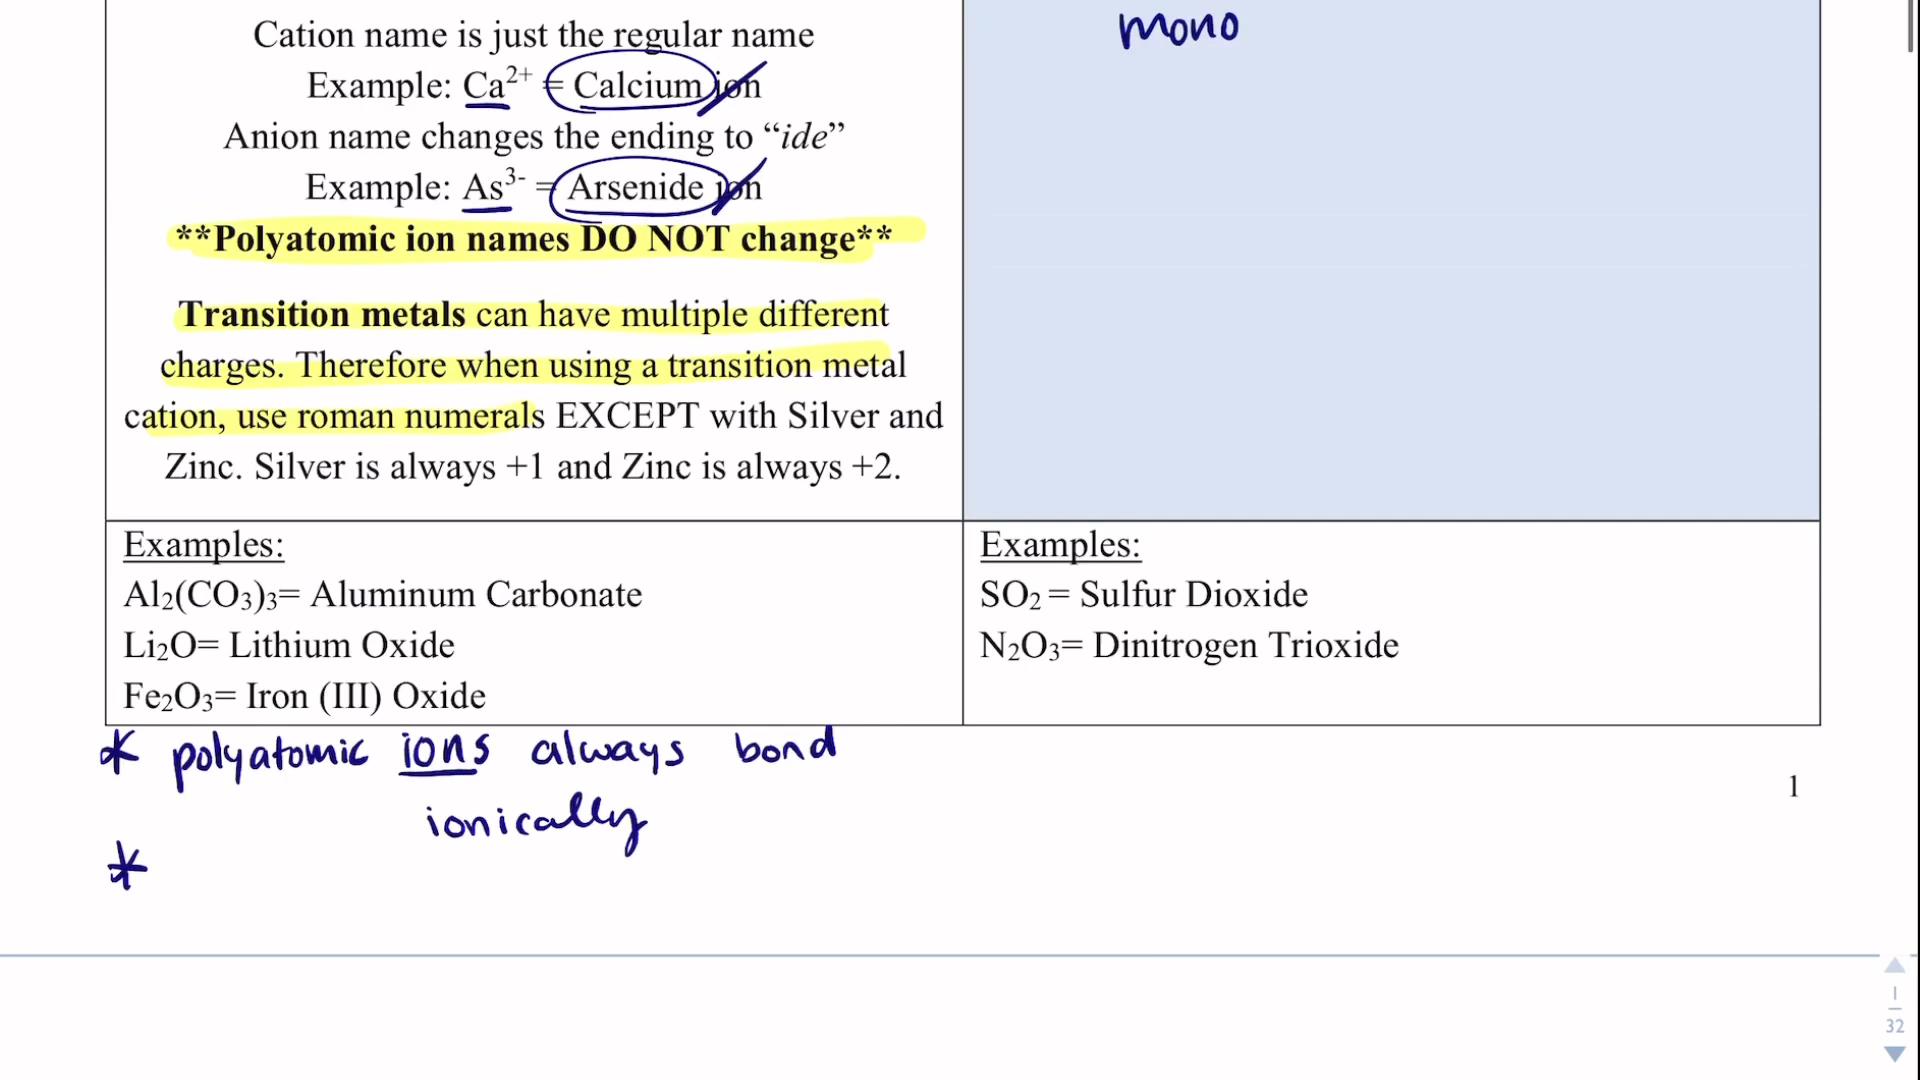 Cation name is just the regular name
Example: Ca²⁺ = Calcium ion
Anion name changes the ending to “ide”
Example: As³⁻ = Arsenide ion
**Polyatomic ion names DO NOT change**
Transition metals can have multiple different
charges. Therefore when using a transition metal
cation, use roman numerals EXCEPT with Silver and
Zinc. Silver is always +1 and Zinc is always +2.
mono
Examples:
Al₂(CO₃)₃= Aluminum Carbonate
Li₂O= Lithium Oxide
Fe₂O₃= Iron (III) Oxide
Examples:
SO₂ = Sulfur Dioxide
N₂O₃= Dinitrogen Trioxide
* polyatomic ions always bond
ionically
*
1
1
32